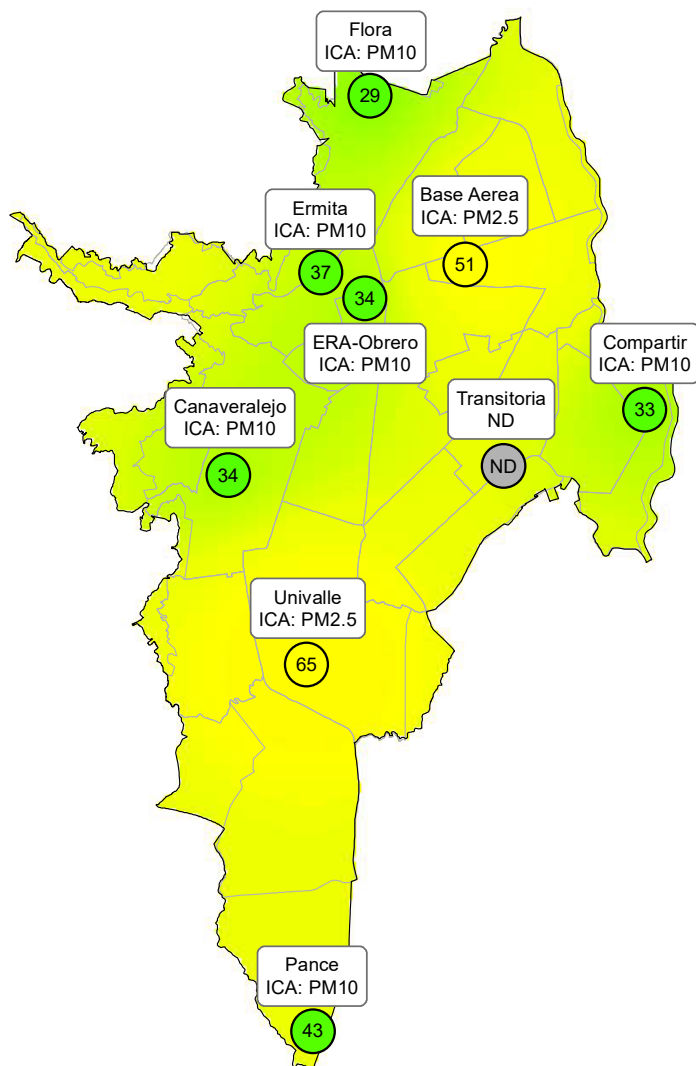 Flora
ICA: PM10
29
Ermita
ICA: PM10
37
Base Aerea
ICA: PM2.5
51
34
ERA-Obrero
ICA: PM10
Compartir
ICA: PM10
33
Canaveralejo
ICA: PM10
34
Transitoria
ND
ND
Univalle
ICA: PM2.5
65
Pance
ICA: PM10
43